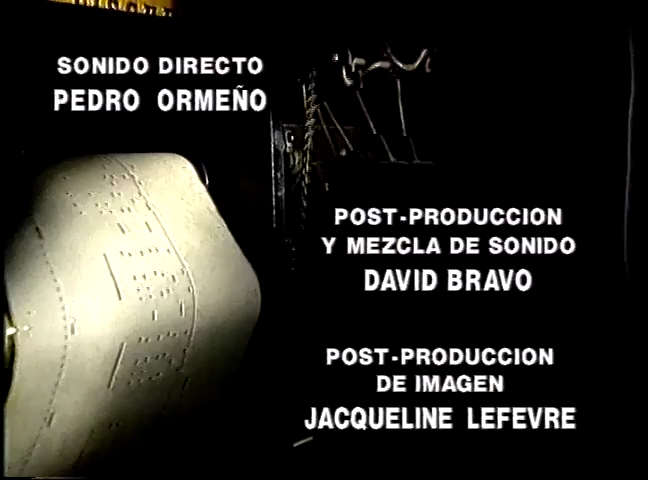 SONIDO DIRECTO
PEDRO ORMEÑO
POST-PRODUCCION
Y MEZCLA DE SONIDO
DAVID BRAVO
POST-PRODUCCION
DE IMAGEN
JACQUELINE LEFEVRE